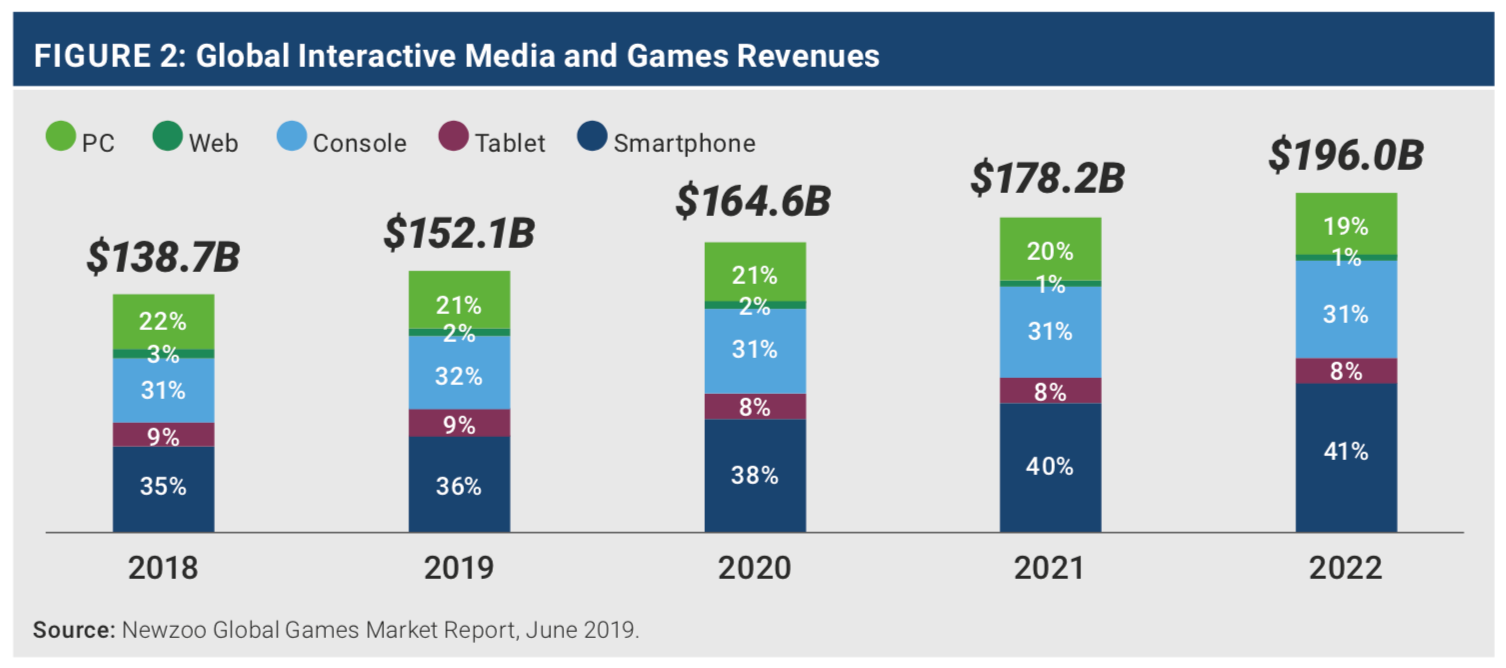 FIGURE 2: Global Interactive Media and Games Revenues
PC Web Console Tablet Smartphone
$138.7B $152.1B $164.6B $178.2B $196.0B
22% 21% 21% 20% 19%
3% 2% 2% 1% 1%
31% 32% 31% 31% 31%
9% 9% 8% 8% 8%
35% 36% 38% 40% 41%
2018 2019 2020 2021 2022
Source: Newzoo Global Games Market Report, June 2019.